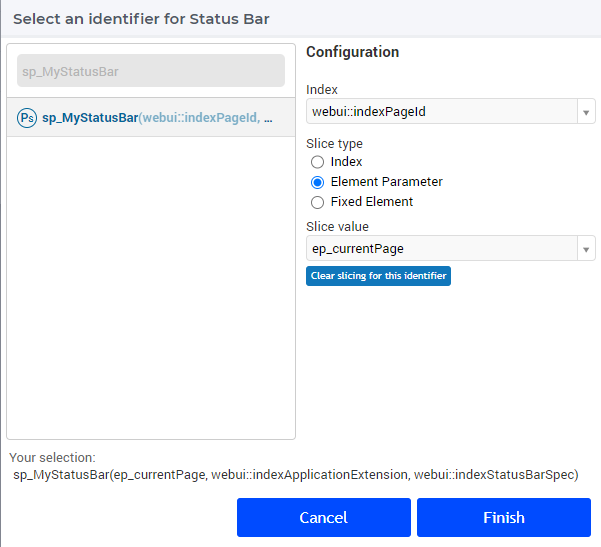 Select an identifier for Status Bar
sp_MyStatusBar
Ps sp_MyStatusBar(webui::indexPageId, ...
Configuration
Index
webui::indexPageId
Slice type
Index
Element Parameter
Fixed Element
Slice value
ep_currentPage
Clear slicing for this identifier
Your selection:
sp_MyStatusBar(ep_currentPage, webui::indexApplicationExtension, webui::indexStatusBarSpec)
Cancel
Finish